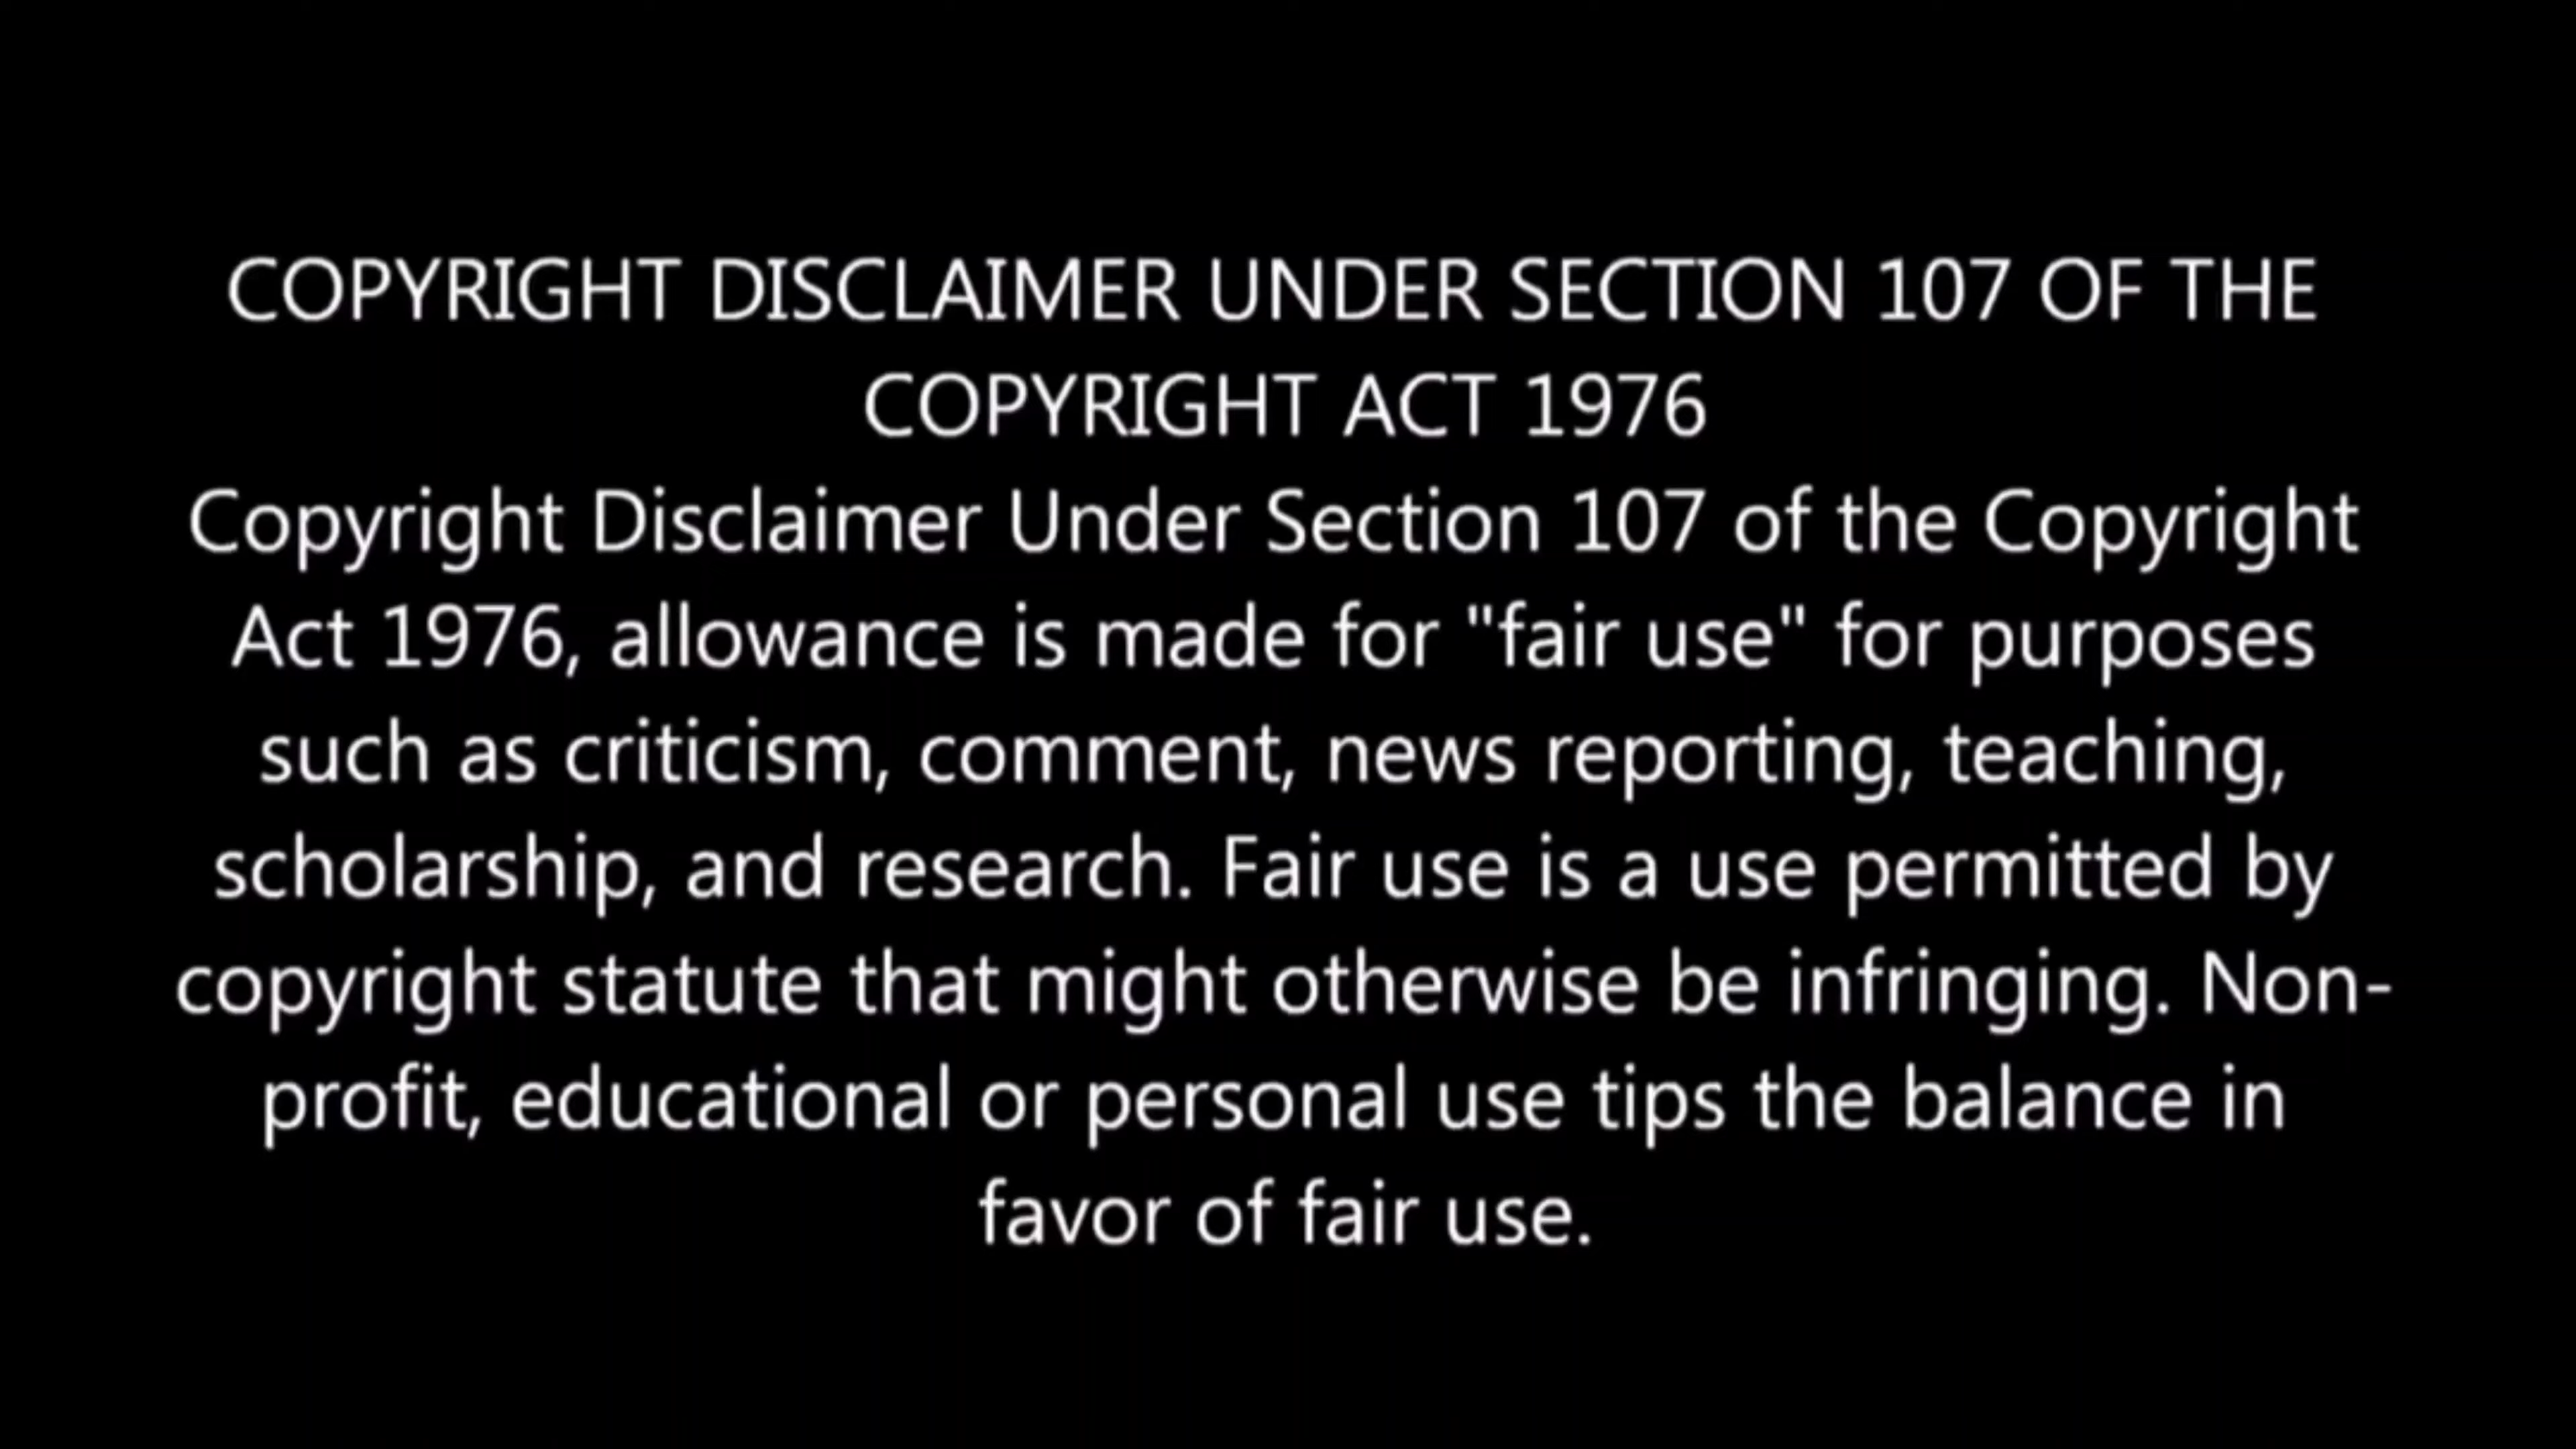 COPYRIGHT DISCLAIMER UNDER SECTION 107 OF THE
COPYRIGHT ACT 1976
Copyright Disclaimer Under Section 107 of the Copyright
Act 1976, allowance is made for "fair use" for purposes
such as criticism, comment, news reporting, teaching,
scholarship, and research. Fair use is a use permitted by
copyright statute that might otherwise be infringing. Non-
profit, educational or personal use tips the balance in
favor of fair use.